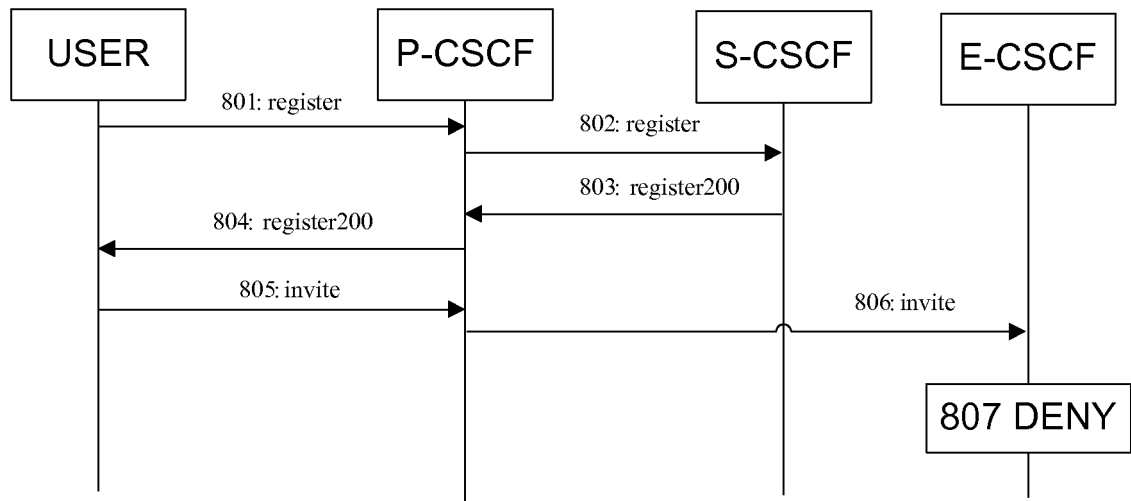 USER
P-CSCF
S-CSCF
E-CSCF
801: register
802: register
803: register200
804: register200
805: invite
806: invite
807 DENY